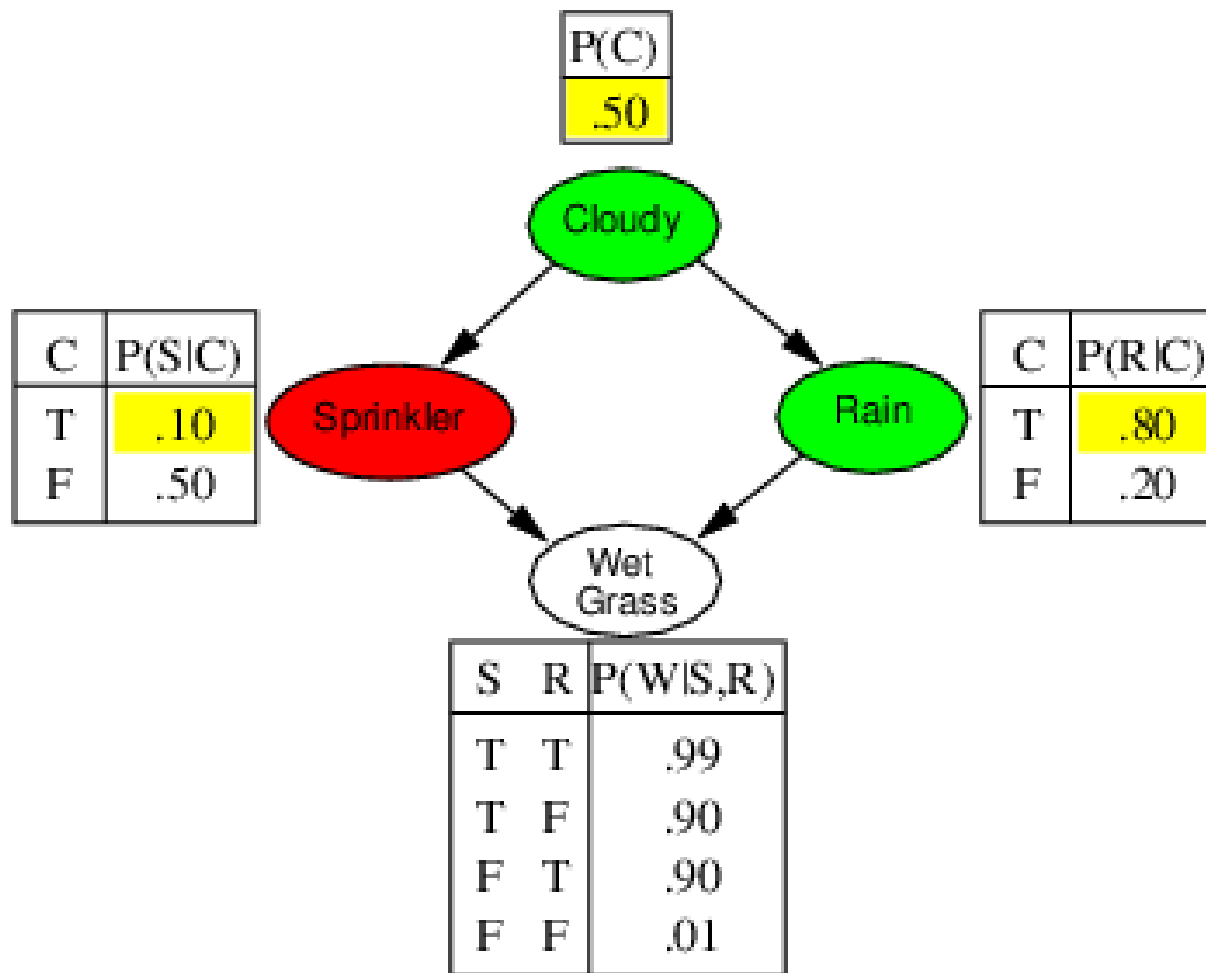 P(C)
.50
Cloudy
C P(S|C)
T .10
F .50
Sprinkler
Rain
C P(R|C)
T .80
F .20
Wet
Grass
S R P(W|S,R)
T T .99
T F .90
F T .90
F F .01